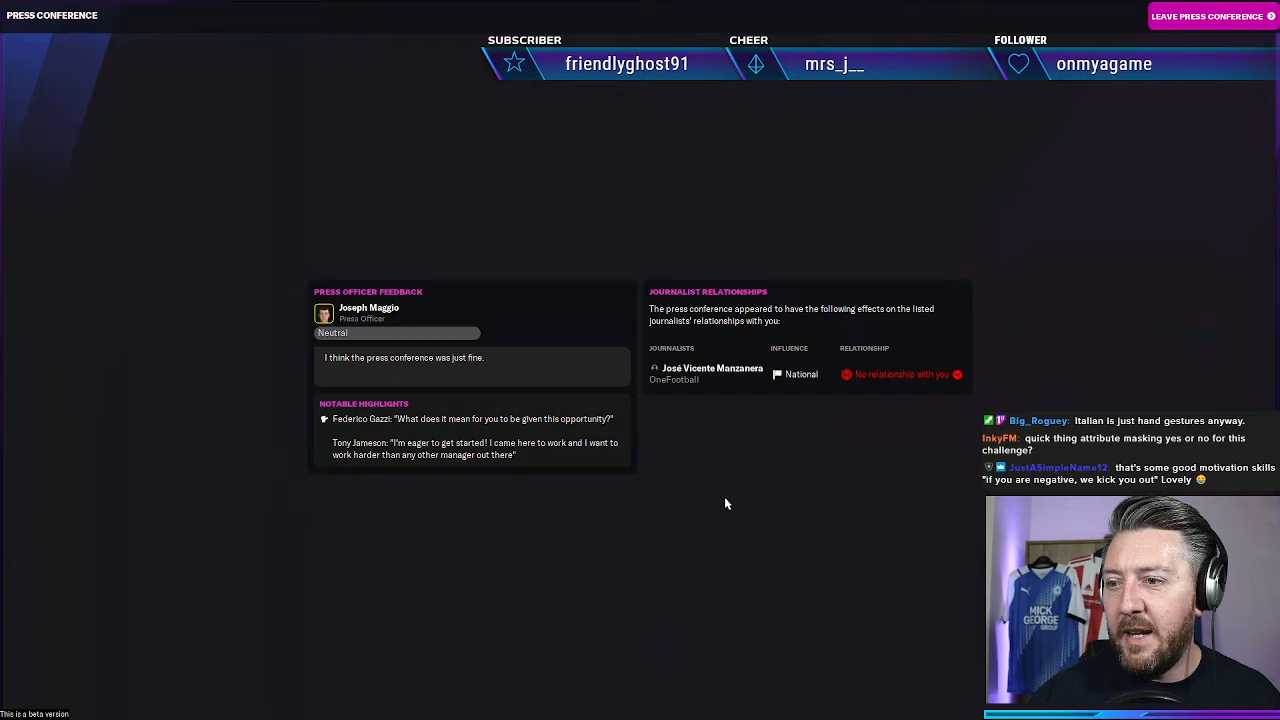 PRESS CONFERENCE
LEAVE PRESS CONFERENCE
SUBSCRIBER
friendlyghost91
CHEER
mrs_j__
FOLLOWER
onmyagame
PRESS OFFICER FEEDBACK
Joseph Maggio
Press Officer
Neutral
I think the press conference was just fine.
NOTABLE HIGHLIGHTS
Federico Gazzi: "What does it mean for you to be given this opportunity?"
Tony Jameson: "I'm eager to get started! I came here to work and I want to
work harder than any other manager out there"
JOURNALIST RELATIONSHIPS
The press conference appeared to have the following effects on the listed
journalists' relationships with you:
JOURNALISTS INFLUENCE RELATIONSHIP
José Vicente Manzanera
OneFootball
National
No relationship with you
Big_Roguey: Italian is just hand gestures anyway.
InkyFM: quick thing attribute masking yes or no for this
challenge?
JustASimpleName12 that's some good motivation skills
"if you are negative, we kick you out" Lovely 😂
MICK
GEORGE
GROUP
This is a beta version